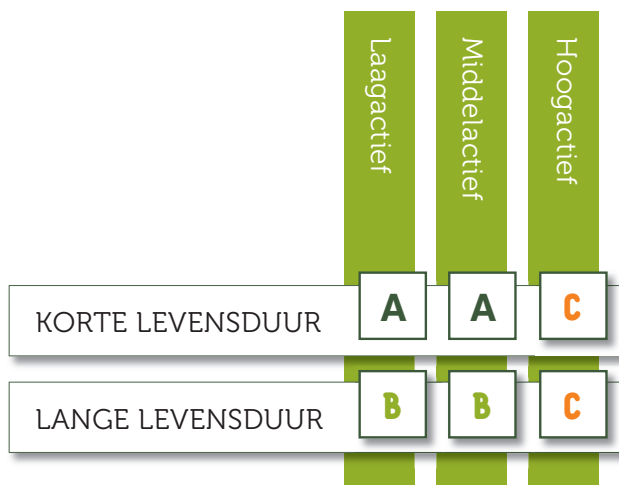 Laagactief
Middelactief
Hoogactief
KORTE LEVENSDUUR A A C
LANGE LEVENSDUUR B B C